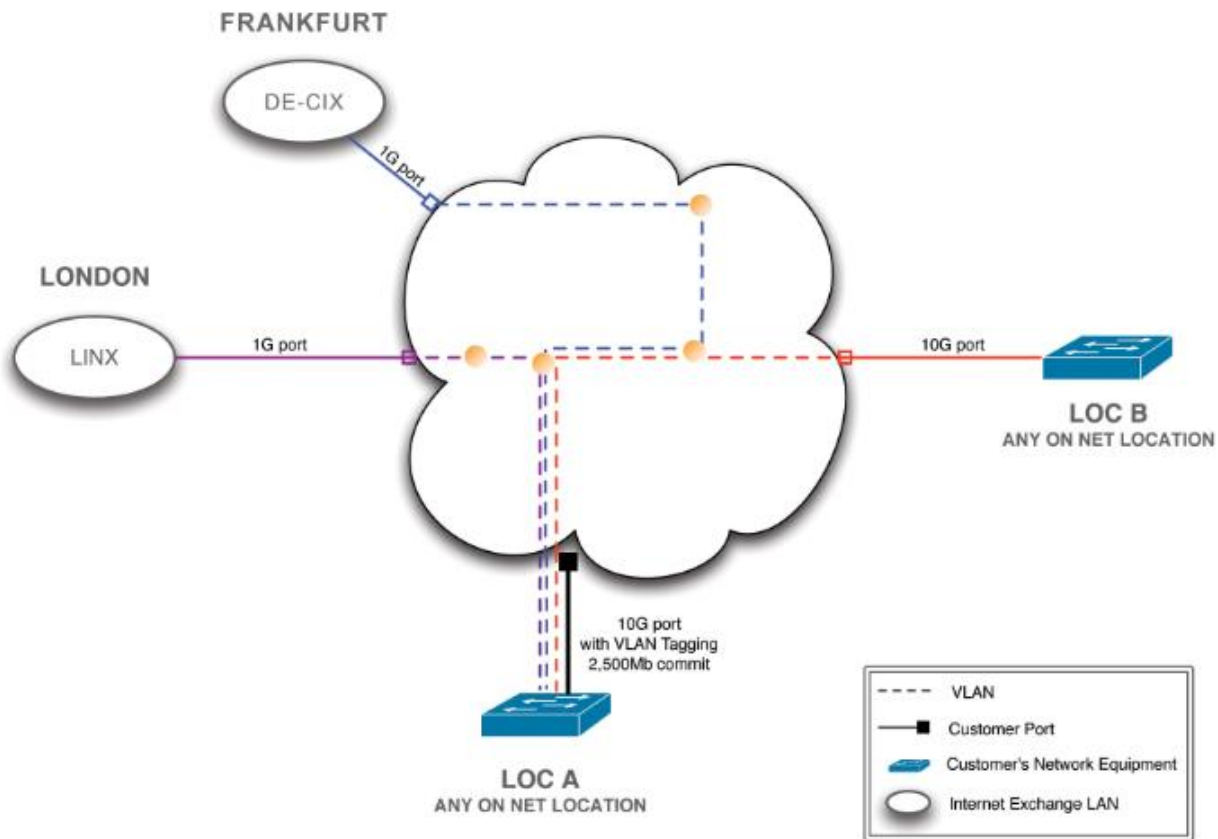 FRANKFURT
DE-CIX
1G port
LONDON
LINX
1G port
10G port
LOC B
ANY ON NET LOCATION
10G port
with VLAN Tagging
2,500Mb commit
LOC A
ANY ON NET LOCATION
VLAN
Customer Port
Customer's Network Equipment
Internet Exchange LAN